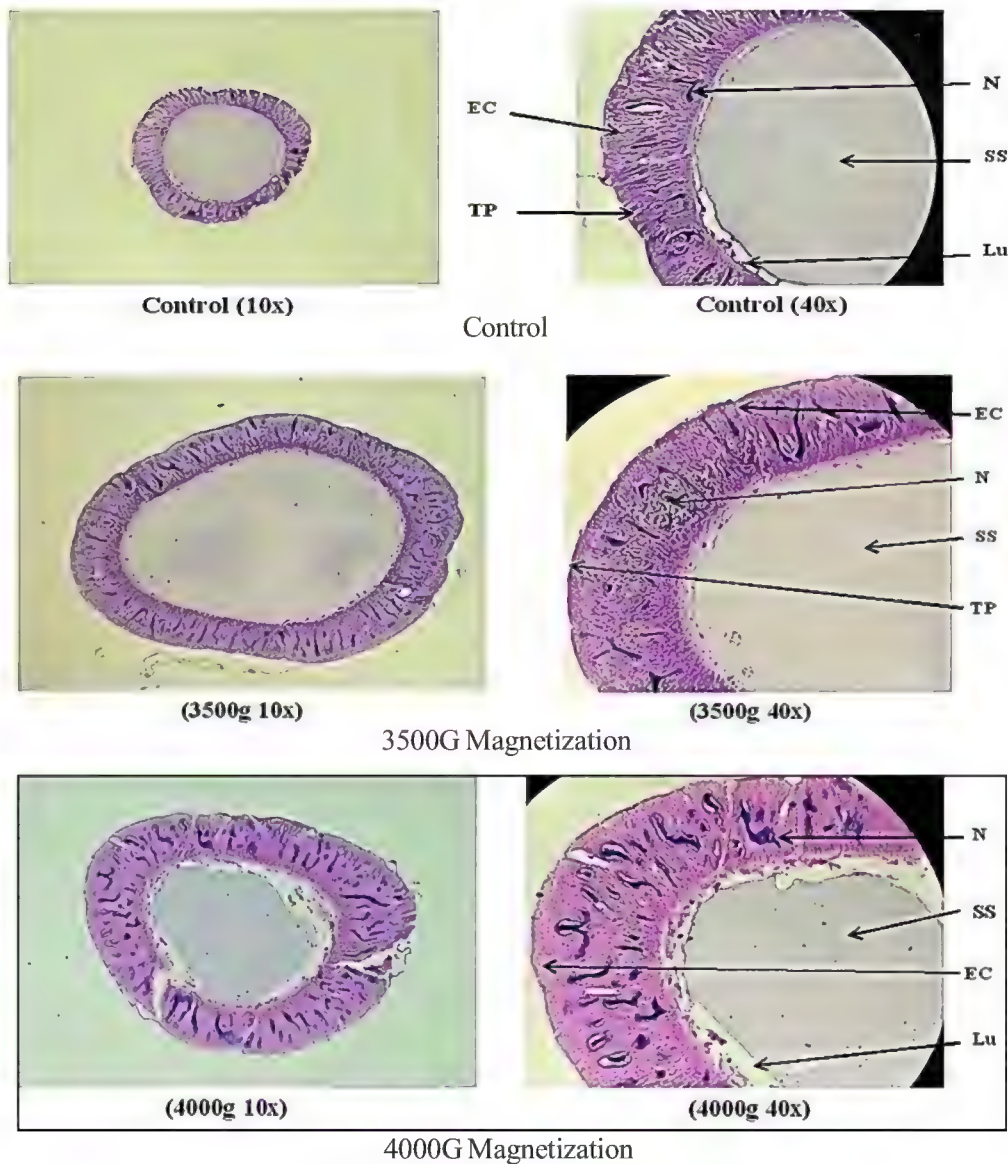 EC
TP
N
SS
Lu
Control (10x)
Control (40x)
Control
EC
N
SS
TP
(3500g 10x)
(3500g 40x)
3500G Magnetization
N
SS
EC
Lu
(4000g 10x)
(4000g 40x)
4000G Magnetization